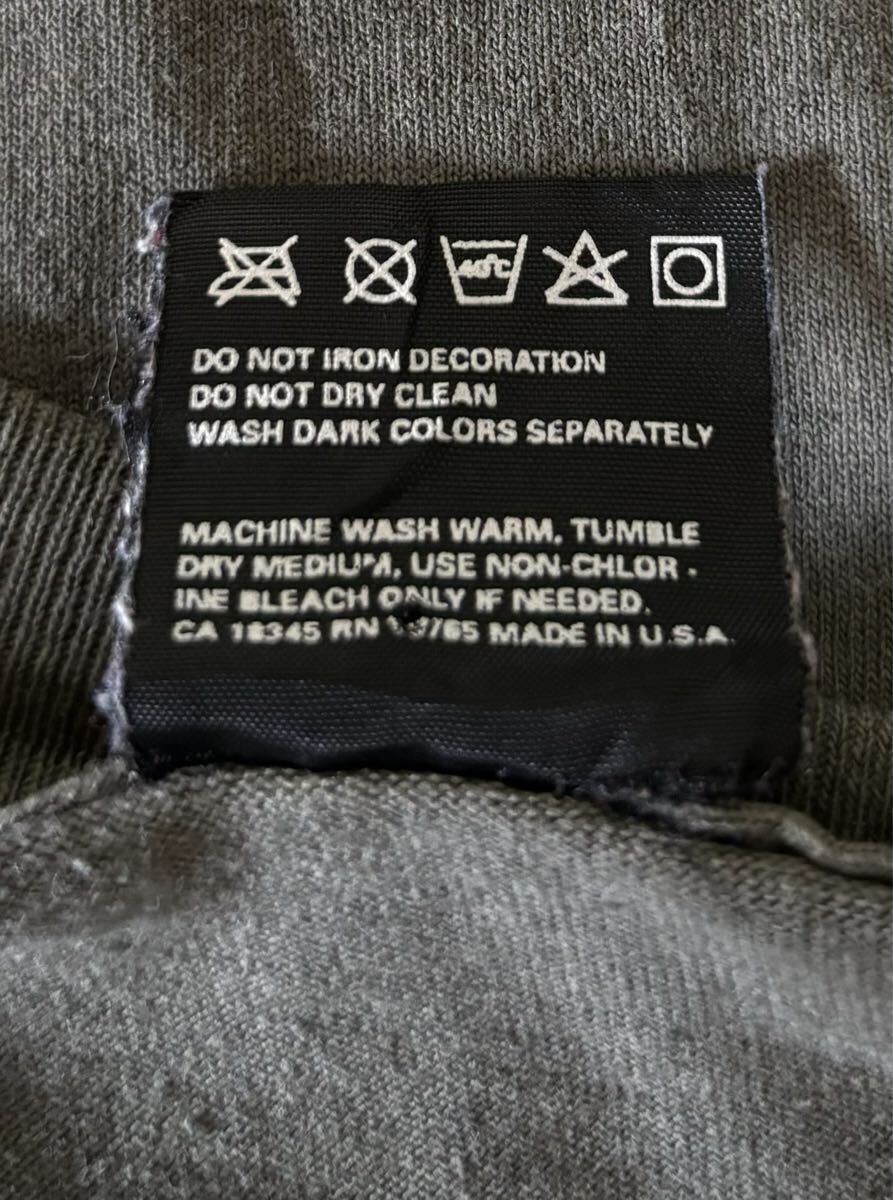 40°C
DO NOT IRON DECORATION
DO NOT DRY CLEAN
WASH DARK COLORS SEPARATELY
MACHINE WASH WARM, TUMBLE
DRY MEDIUM, USE NON-CHLOR -
INE BLEACH ONLY IF NEEDED.
CA 18345 RN MADE IN U.S.A.